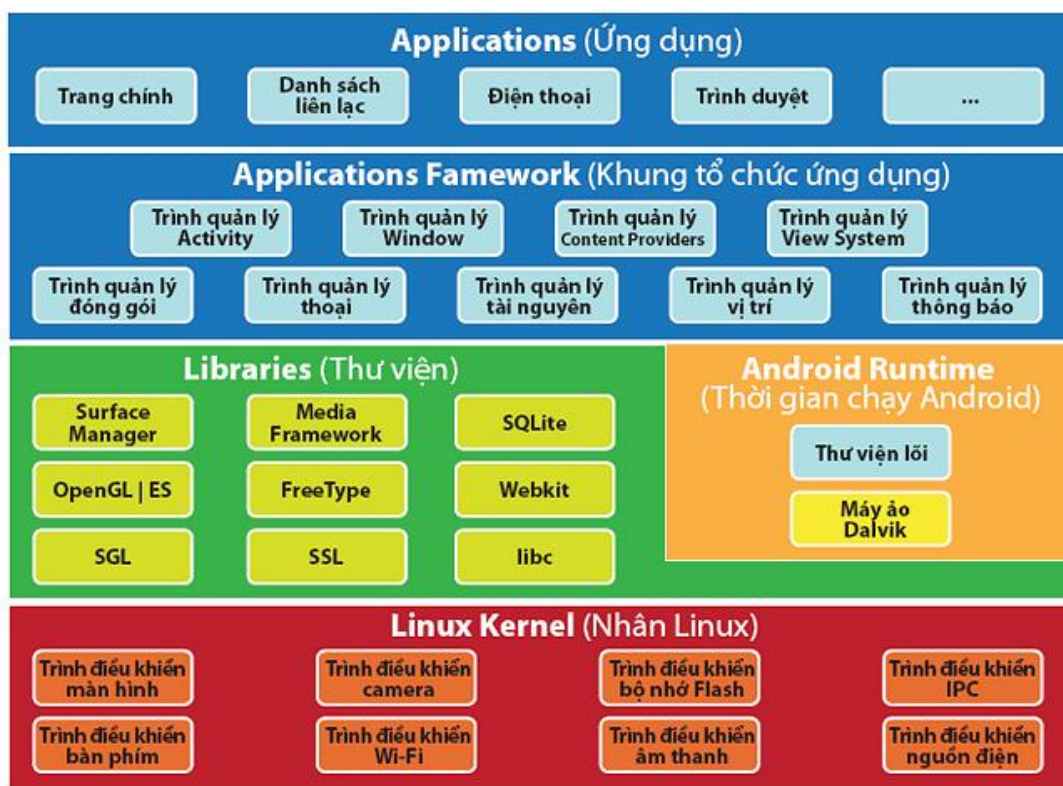 Applications (Ứng dụng)
Trang chính
Danh sách
liên lạc
Điện thoại
Trình duyệt
...
Applications Famework (Khung tổ chức ứng dụng)
Trình quản lý
Activity
Trình quản lý
Window
Trình quản lý
Content Providers
Trình quản lý
View System
Trình quản lý
đóng gói
Trình quản lý
thoại
Trình quản lý
tài nguyên
Trình quản lý
vị trí
Trình quản lý
thông báo
Libraries (Thư viện)
Surface
Manager
Media
Framework
SQLite
OpenGL | ES
FreeType
Webkit
SGL
SSL
libc
Android Runtime
(Thời gian chạy Android)
Thư viện lõi
Máy ảo
Dalvik
Linux Kernel (Nhân Linux)
Trình điều khiển
màn hình
Trình điều khiển
camera
Trình điều khiển
bộ nhớ Flash
Trình điều khiển
IPC
Trình điều khiển
bàn phím
Trình điều khiển
Wi-Fi
Trình điều khiển
âm thanh
Trình điều khiển
nguồn điện